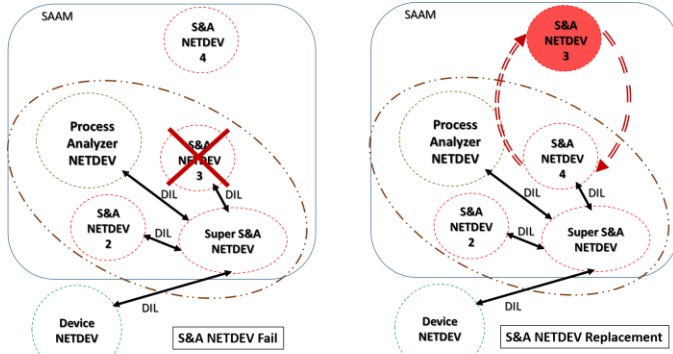 SAAM
S&A
NETDEV
4
Process
Analyzer
NETDEV
S&A
NETDEV
3
DIL
DIL
S&A
NETDEV
2
DIL
Super S&A
NETDEV
DIL
Device
NETDEV
S&A NETDEV Fail
SAAM
S&A
NETDEV
3
Process
Analyzer
NETDEV
S&A
NETDEV
4
DIL
DIL
S&A
NETDEV
2
DIL
Super S&A
NETDEV
DIL
Device
NETDEV
S&A NETDEV Replacement